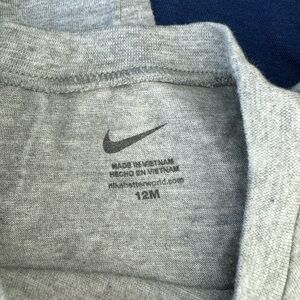 MADE IN VIETNAM
HECHO EN VIETNAM
nikebetterworld.com
12M